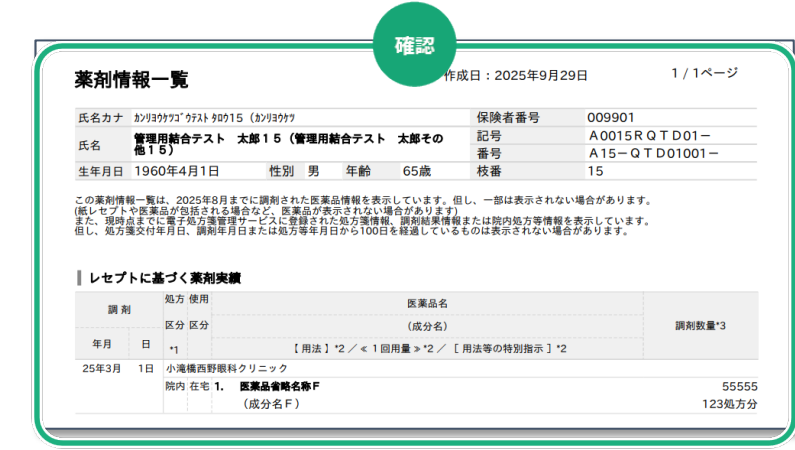 確認
薬剤情報一覧
作成日：2025年9月29日
1 / 1ページ
氏名カナ ｶﾝﾘﾖｳｹﾂｺﾞｳﾃｽﾄ ﾀﾛｳ15（ｶﾝﾘﾖｳｹﾂ
保険者番号 009901
氏名 管理用結合テスト　太郎１５（管理用結合テスト　太郎その他１５）
記号 Ａ0015ＲＱＴＤ01－
番号 Ａ15－ＱＴＤ01001－
生年月日 1960年4月1日 性別 男 年齢 65歳 枝番 15
この薬剤情報一覧は、2025年8月までに調剤された医薬品情報を表示しています。但し、一部は表示されない場合があります。
(紙レセプトや医薬品が包括される場合など、医薬品が表示されない場合があります)
また、現時点までに電子処方箋管理サービスに登録された処方箋情報、調剤結果情報または院内処方等情報を表示しています。
但し、処方箋交付年月日、調剤年月日または処方等年月日から100日を経過しているものは表示されない場合があります。
レセプトに基づく薬剤実績
調剤 処方 使用 医薬品名
区分 区分 （成分名） 調剤数量*3
年月 日 *1 【 用法 】*2 ／ ≪ 1回用量 ≫ *2 ／ ［ 用法等の特別指示 ］*2
25年3月 1日 小滝橋西野眼科クリニック
院内 在宅 1. 医薬品省略名称Ｆ 55555
（成分名Ｆ） 123処方分